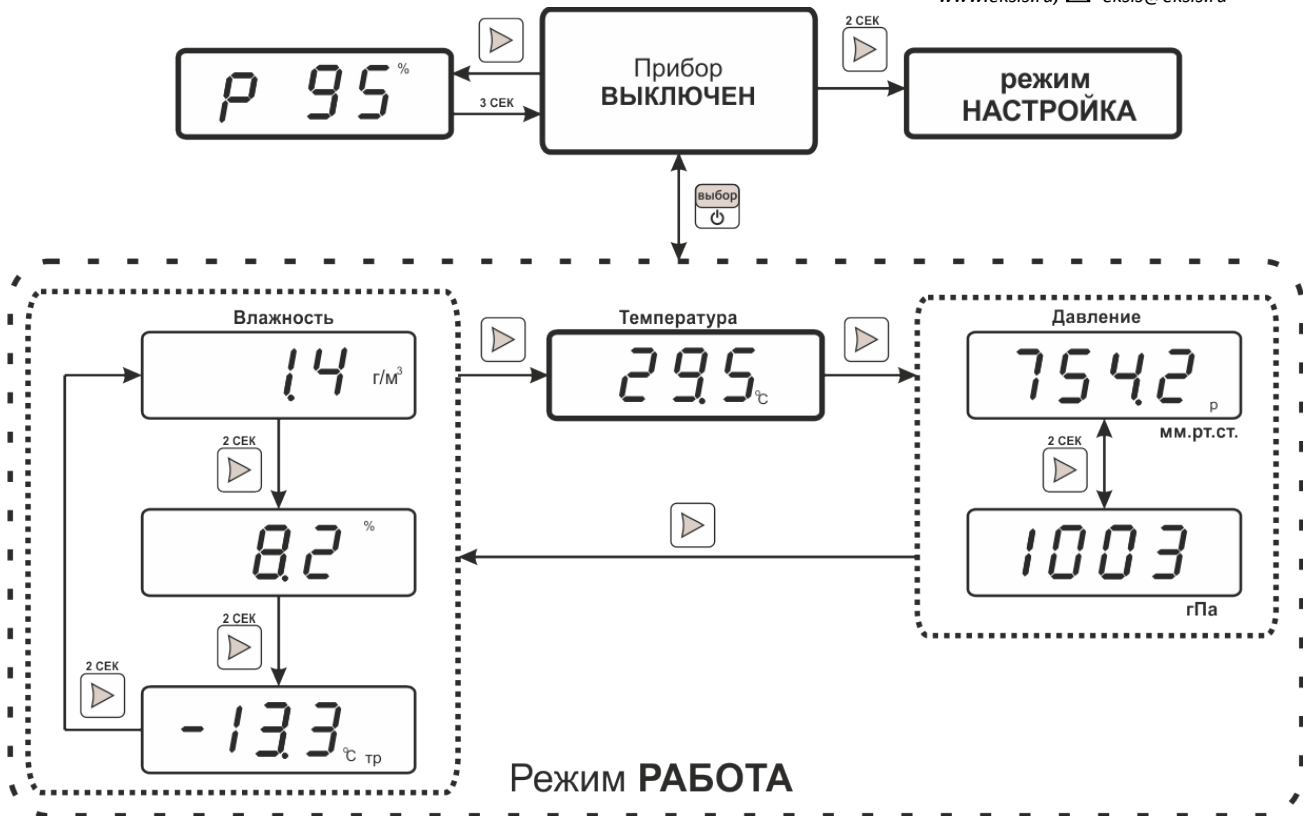 2 СЕК
P 95 %
Прибор
ВЫКЛЮЧЕН
режим
НАСТРОЙКА
3 СЕК
выбор
Влажность
Температура
Давление
1.4 г/м³
29.5 °C
754.2 р
мм.рт.ст.
2 СЕК
2 СЕК
8.2 %
1003
гПа
2 СЕК
2 СЕК
-13.3 °C тр
Режим РАБОТА